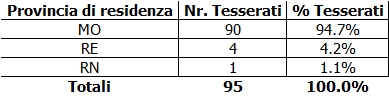 Provincia di residenza Nr. Tesserati % Tesserati
MO 90 94.7%
RE 4 4.2%
RN 1 1.1%
Totali 95 100.0%